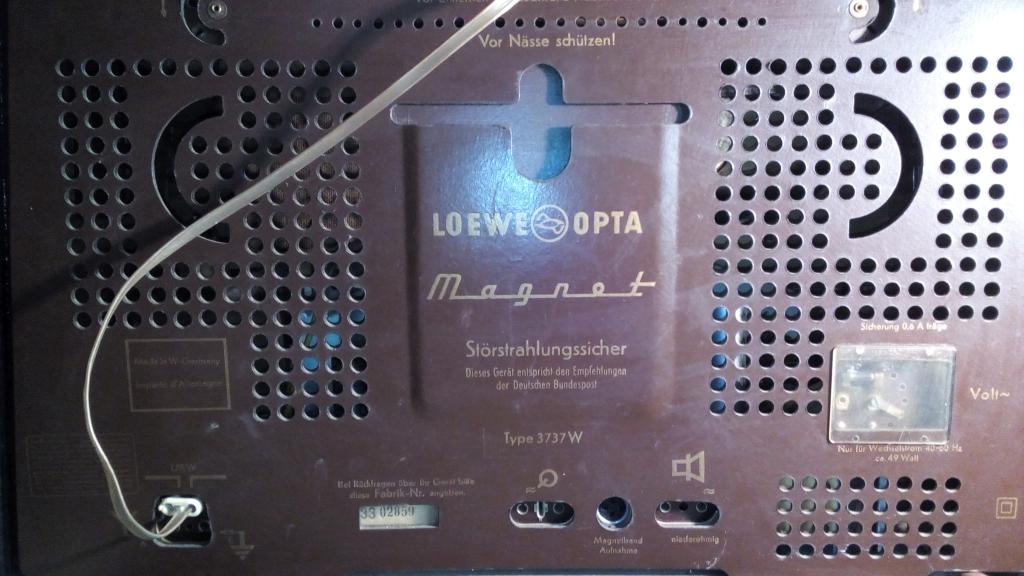 Vor Nässe schützen!
LOEWE OPTA
Magnet
Störstrahlungssicher
Dieses Gerät entspricht den Empfehlungen
der Deutschen Bundespost
Sicherung 0,6 A träge
Made in W.-Germany
Importé d'Allemagne
Volt~
Type 3737W
Nur für Wechselstrom 40-60 Hz
ca. 49 Watt
UKW
Bei Rückfragen über Ihr Gerät bitte
diese Fabrik-Nr. angeben.
33 02859
Magnetband
Aufnahme
niederohmig